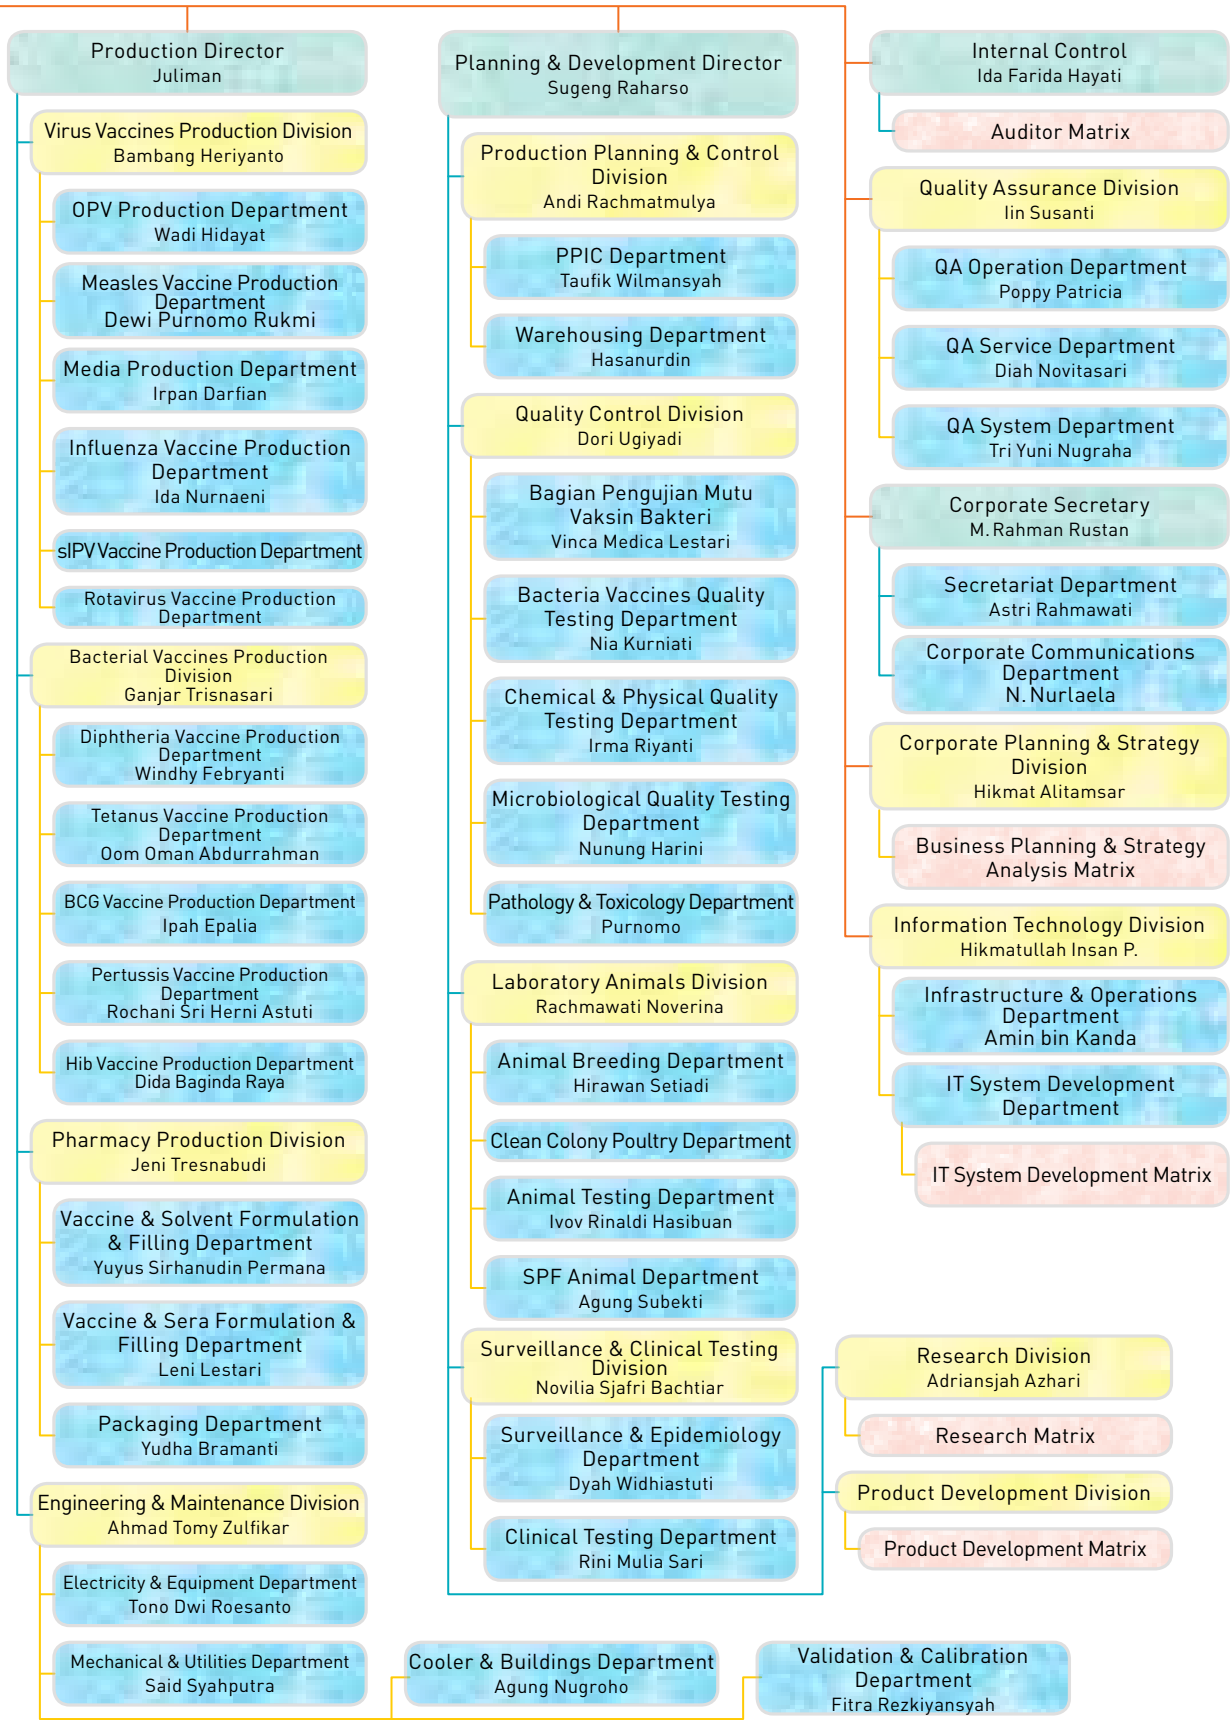 Production Director
Juliman
Virus Vaccines Production Division
Bambang Heriyanto
OPV Production Department
Wadi Hidayat
Measles Vaccine Production
Department
Dewi Purnomo Rukmi
Media Production Department
Irpan Darfian
Influenza Vaccine Production
Department
Ida Nurnaeni
sIPV Vaccine Production Department
Rotavirus Vaccine Production
Department
Bacterial Vaccines Production
Division
Ganjar Trisnasari
Diphtheria Vaccine Production
Department
Windhy Febryanti
Tetanus Vaccine Production
Department
Oom Oman Abdurrahman
BCG Vaccine Production Department
Ipah Epalia
Pertussis Vaccine Production
Department
Rochani Sri Herni Astuti
Hib Vaccine Production Department
Dida Baginda Raya
Pharmacy Production Division
Jeni Tresnabudi
Vaccine & Solvent Formulation
& Filling Department
Yuyus Sirhanudin Permana
Vaccine & Sera Formulation &
Filling Department
Leni Lestari
Packaging Department
Yudha Bramanti
Engineering & Maintenance Division
Ahmad Tomy Zulfikar
Electricity & Equipment Department
Tono Dwi Roesanto
Mechanical & Utilities Department
Said Syahputra
Cooler & Buildings Department
Agung Nugroho
Validation & Calibration
Department
Fitra Rezkiyansyah
Planning & Development Director
Sugeng Raharso
Production Planning & Control
Division
Andi Rachmatmulya
PPIC Department
Taufik Wilmansyah
Warehousing Department
Hasanurdin
Quality Control Division
Dori Ugiyadi
Bagian Pengujian Mutu
Vaksin Bakteri
Vinca Medica Lestari
Bacteria Vaccines Quality
Testing Department
Nia Kurniati
Chemical & Physical Quality
Testing Department
Irma Riyanti
Microbiological Quality Testing
Department
Nunung Harini
Pathology & Toxicology Department
Purnomo
Laboratory Animals Division
Rachmawati Noverina
Animal Breeding Department
Hirawan Setiadi
Clean Colony Poultry Department
Animal Testing Department
Ivov Rinaldi Hasibuan
SPF Animal Department
Agung Subekti
Surveillance & Clinical Testing
Division
Novilia Sjafri Bachtiar
Surveillance & Epidemiology
Department
Dyah Widhiastuti
Clinical Testing Department
Rini Mulia Sari
Research Division
Adriansjah Azhari
Research Matrix
Product Development Division
Product Development Matrix
Internal Control
Ida Farida Hayati
Auditor Matrix
Quality Assurance Division
Iin Susanti
QA Operation Department
Poppy Patricia
QA Service Department
Diah Novitasari
QA System Department
Tri Yuni Nugraha
Corporate Secretary
M. Rahman Rustan
Secretariat Department
Astri Rahmawati
Corporate Communications
Department
N. Nurlaela
Corporate Planning & Strategy
Division
Hikmat Alitamsar
Business Planning & Strategy
Analysis Matrix
Information Technology Division
Hikmatullah Insan P.
Infrastructure & Operations
Department
Amin bin Kanda
IT System Development
Department
IT System Development Matrix